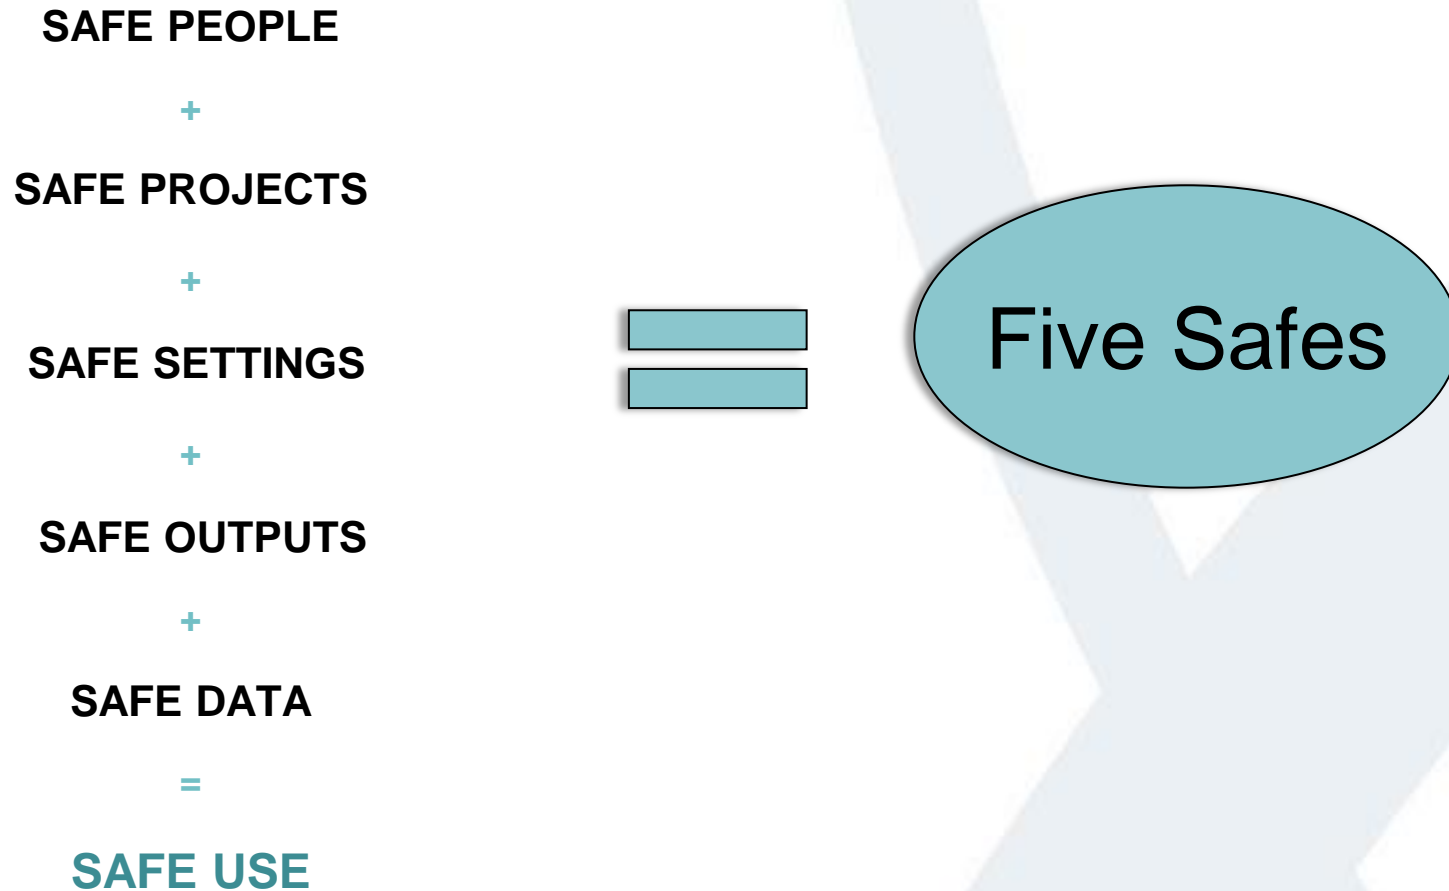 SAFE PEOPLE
+
SAFE PROJECTS
+
SAFE SETTINGS
+
SAFE OUTPUTS
+
SAFE DATA
=
SAFE USE
Five Safes